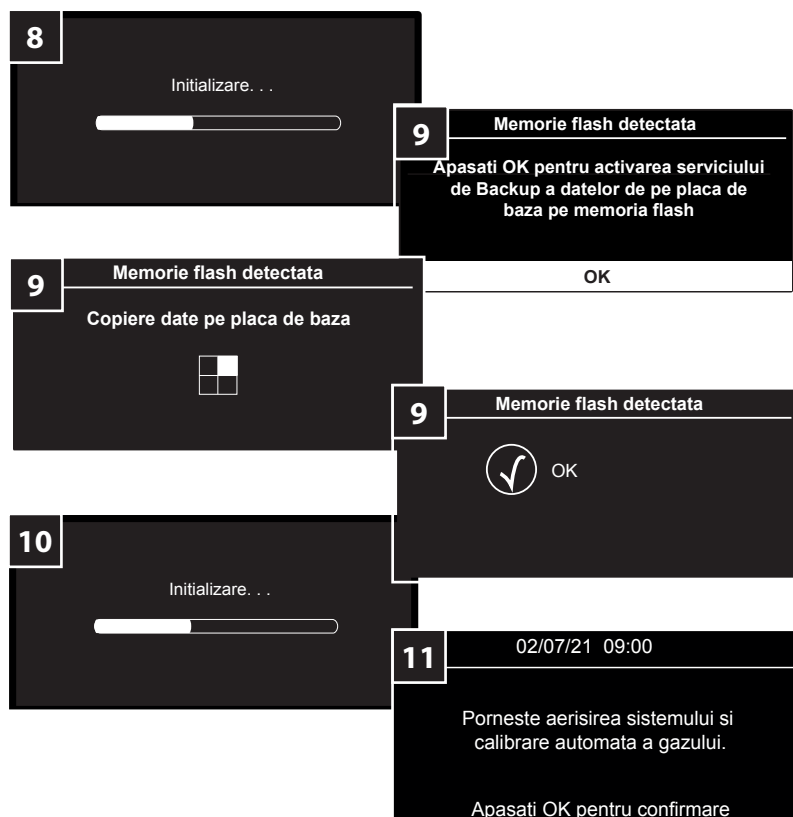 8
Initializare. . .
9
Memorie flash detectata
Apasati OK pentru activarea serviciului
de Backup a datelor de pe placa de
baza pe memoria flash
OK
9
Memorie flash detectata
Copiere date pe placa de baza
9
Memorie flash detectata
OK
10
Initializare. . .
11
02/07/21 09:00
Porneste aerisirea sistemului si
calibrare automata a gazului.
Apasati OK pentru confirmare